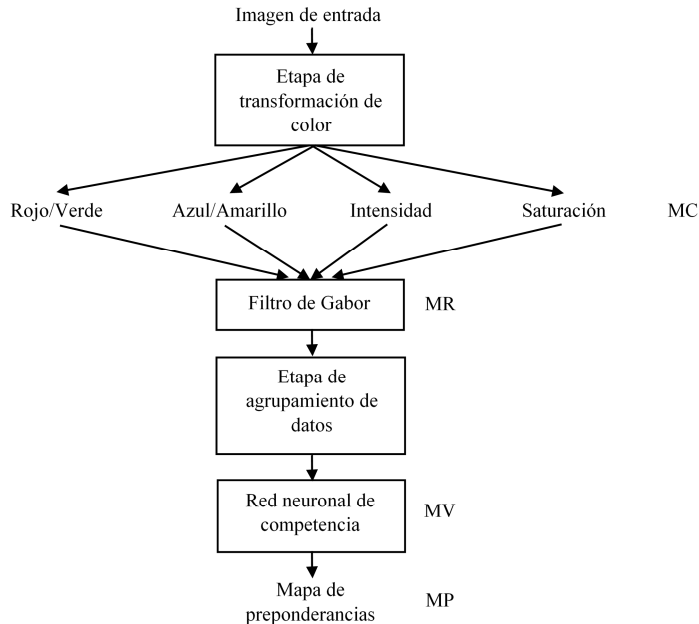 Imagen de entrada
Etapa de
transformación de
color
Rojo/Verde
Azul/Amarillo
Intensidad
Saturación
MC
Filtro de Gabor
MR
Etapa de
agrupamiento de
datos
Red neuronal de
competencia
MV
Mapa de
preponderancias
MP